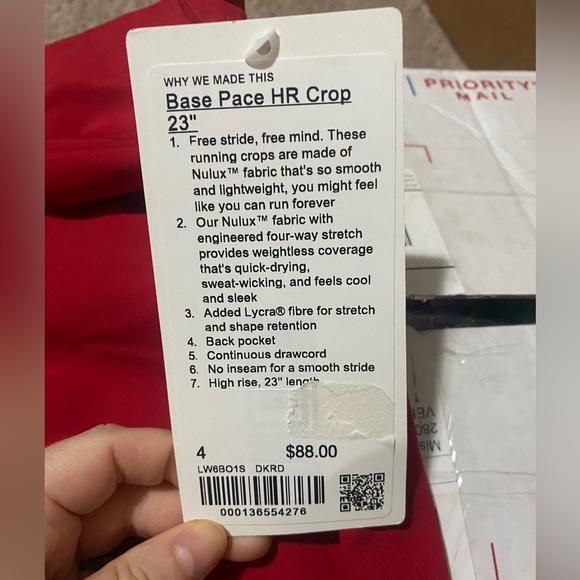 WHY WE MADE THIS
Base Pace HR Crop
23"
1. Free stride, free mind. These
running crops are made of
Nulux™ fabric that's so smooth
and lightweight, you might feel
like you can run forever
2. Our Nulux™ fabric with
engineered four-way stretch
provides weightless coverage
that's quick-drying,
sweat-wicking, and feels cool
and sleek
3. Added Lycra® fibre for stretch
and shape retention
4. Back pocket
5. Continuous drawcord
6. No inseam for a smooth stride
7. High rise, 23" length
4 $88.00
LW6BO1S DKRD
000136554276
PRIORITY
MAIL